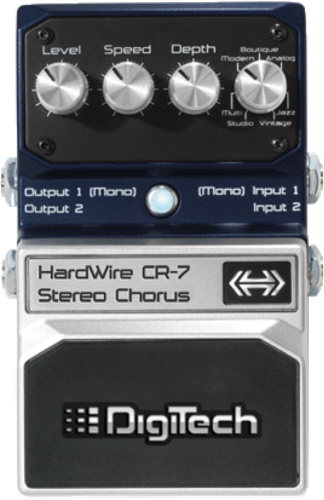 Level Speed Depth Boutique
Modern Analog
Multi Jazz
Studio Vintage
Output 1 (Mono) (Mono) Input 1
Output 2 Input 2
HardWire CR-7
Stereo Chorus
DigiTech